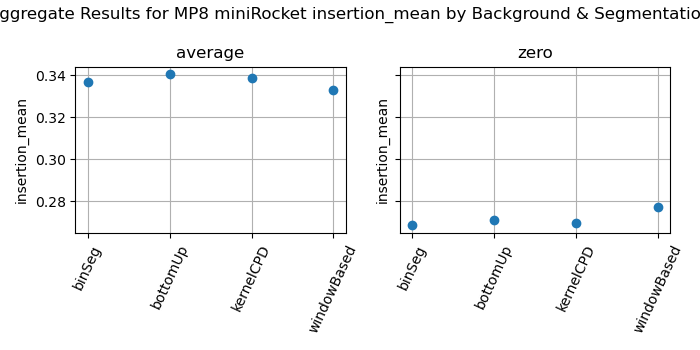 ggregate Results for MP8 miniRocket insertion_mean by Background & Segmentatio
average
zero
insertion_mean
0.34
0.32
0.30
0.28
binSeg
bottomUp
kernelCPD
windowBased
insertion_mean
binSeg
bottomUp
kernelCPD
windowBased